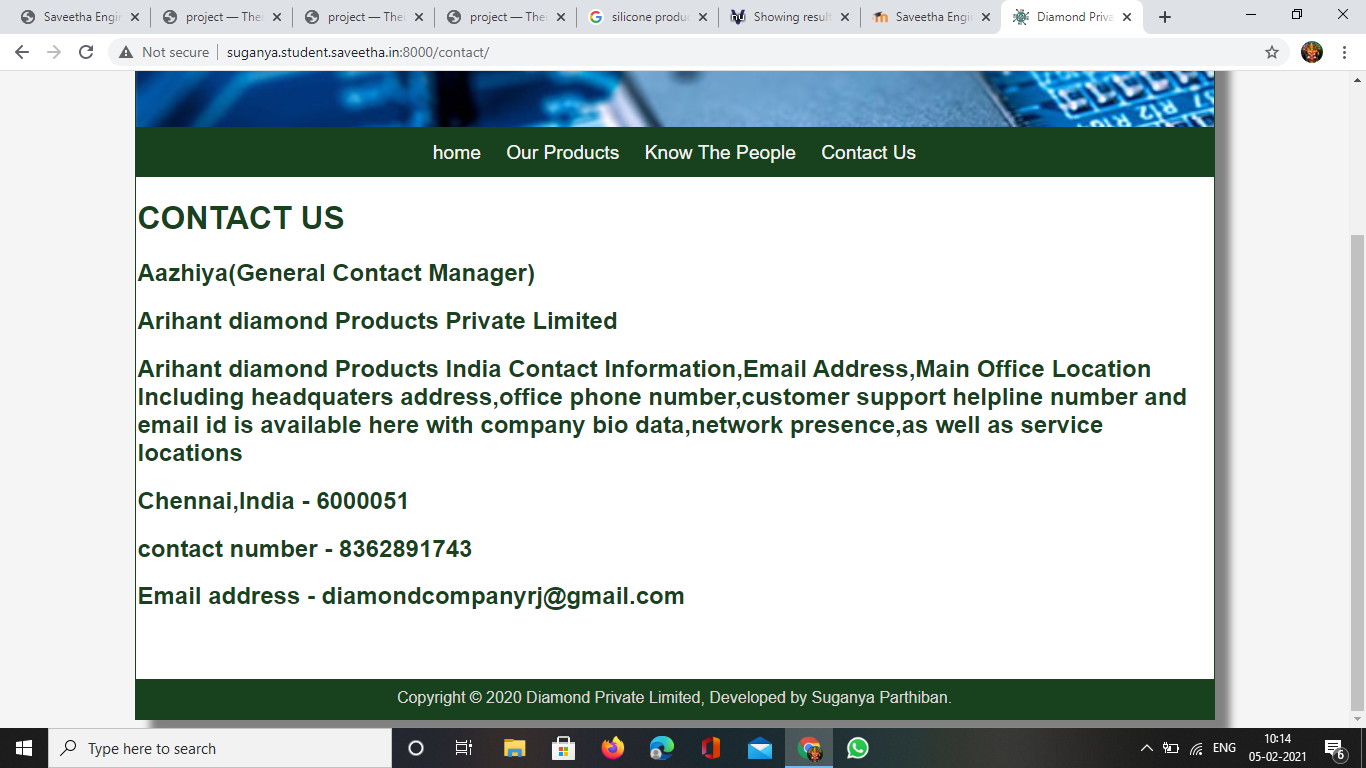 Saveetha Engi
project — Thei
project — Thei
project — Thei
silicone produc
Showing result
Saveetha Engi
Diamond Priva
Not secure
suganya.student.saveetha.in:8000/contact/
R12
home
Our Products
Know The People
Contact Us
CONTACT US
Aazhiya(General Contact Manager)
Arihant diamond Products Private Limited
Arihant diamond Products India Contact Information,Email Address,Main Office Location
Including headquaters address,office phone number,customer support helpline number and
email id is available here with company bio data,network presence,as well as service
locations
Chennai,India - 6000051
contact number - 8362891743
Email address - diamondcompanyrj@gmail.com
Copyright © 2020 Diamond Private Limited, Developed by Suganya Parthiban.
Type here to search
ENG
10:14
05-02-2021
6